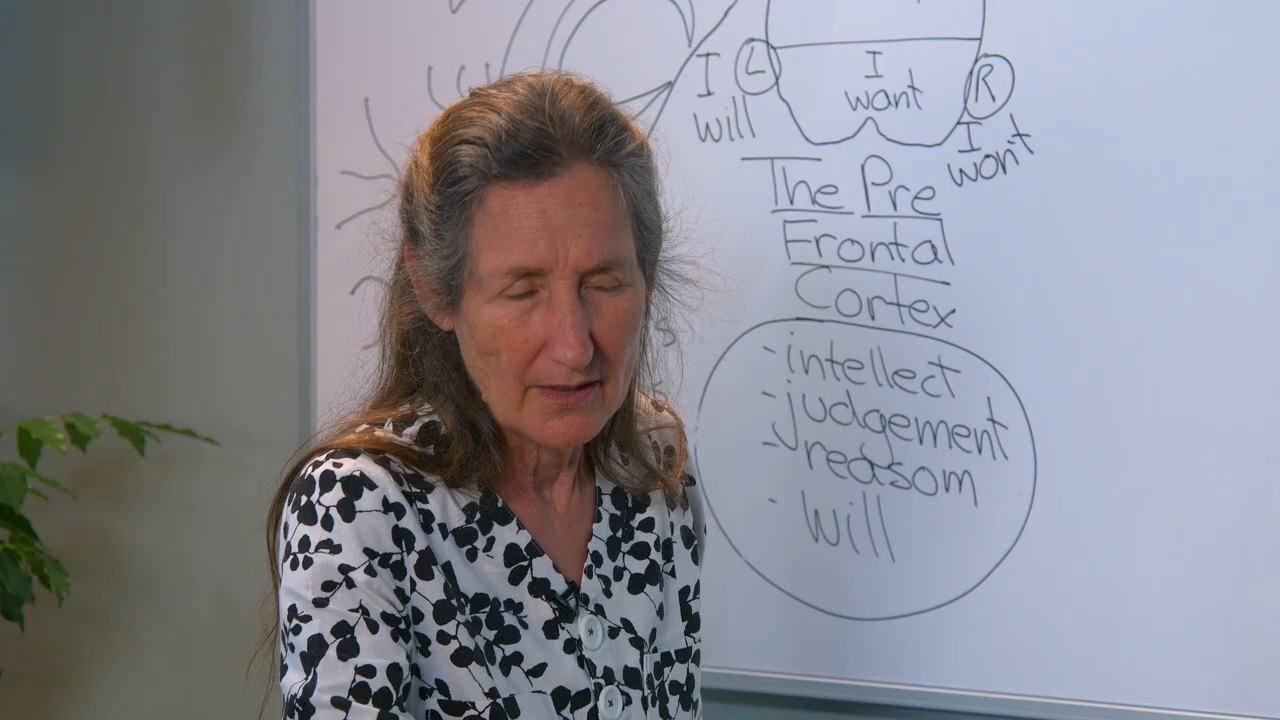 I will
L
I want
R
I won't
The Pre
Frontal
Cortex
- intellect
- judgement
- reasom
- will